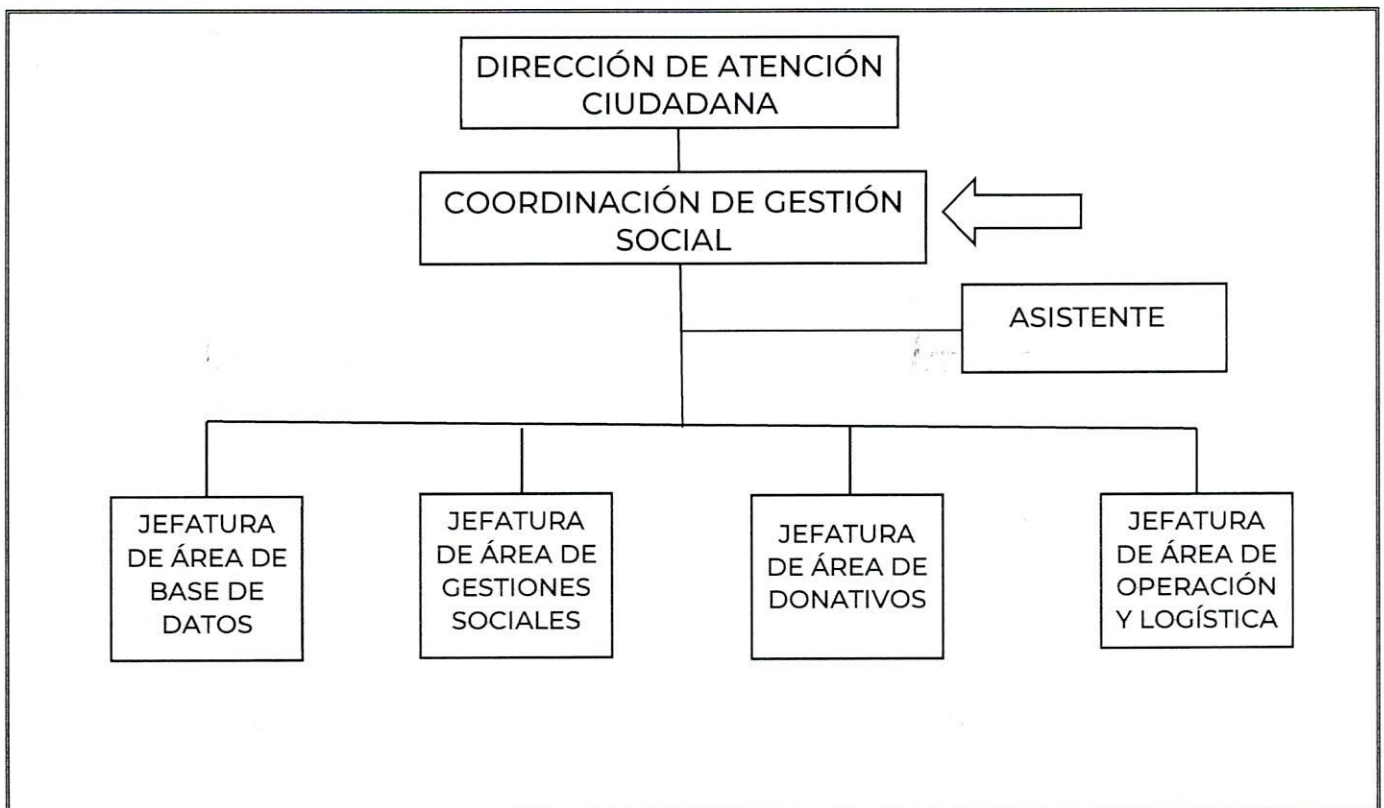 DIRECCIÓN DE ATENCIÓN
CIUDADANA
COORDINACIÓN DE GESTIÓN
SOCIAL
ASISTENTE
JEFATURA
DE ÁREA DE
BASE DE
DATOS
JEFATURA
DE ÁREA DE
GESTIONES
SOCIALES
JEFATURA
DE ÁREA DE
DONATIVOS
JEFATURA
DE ÁREA DE
OPERACIÓN
Y LOGÍSTICA